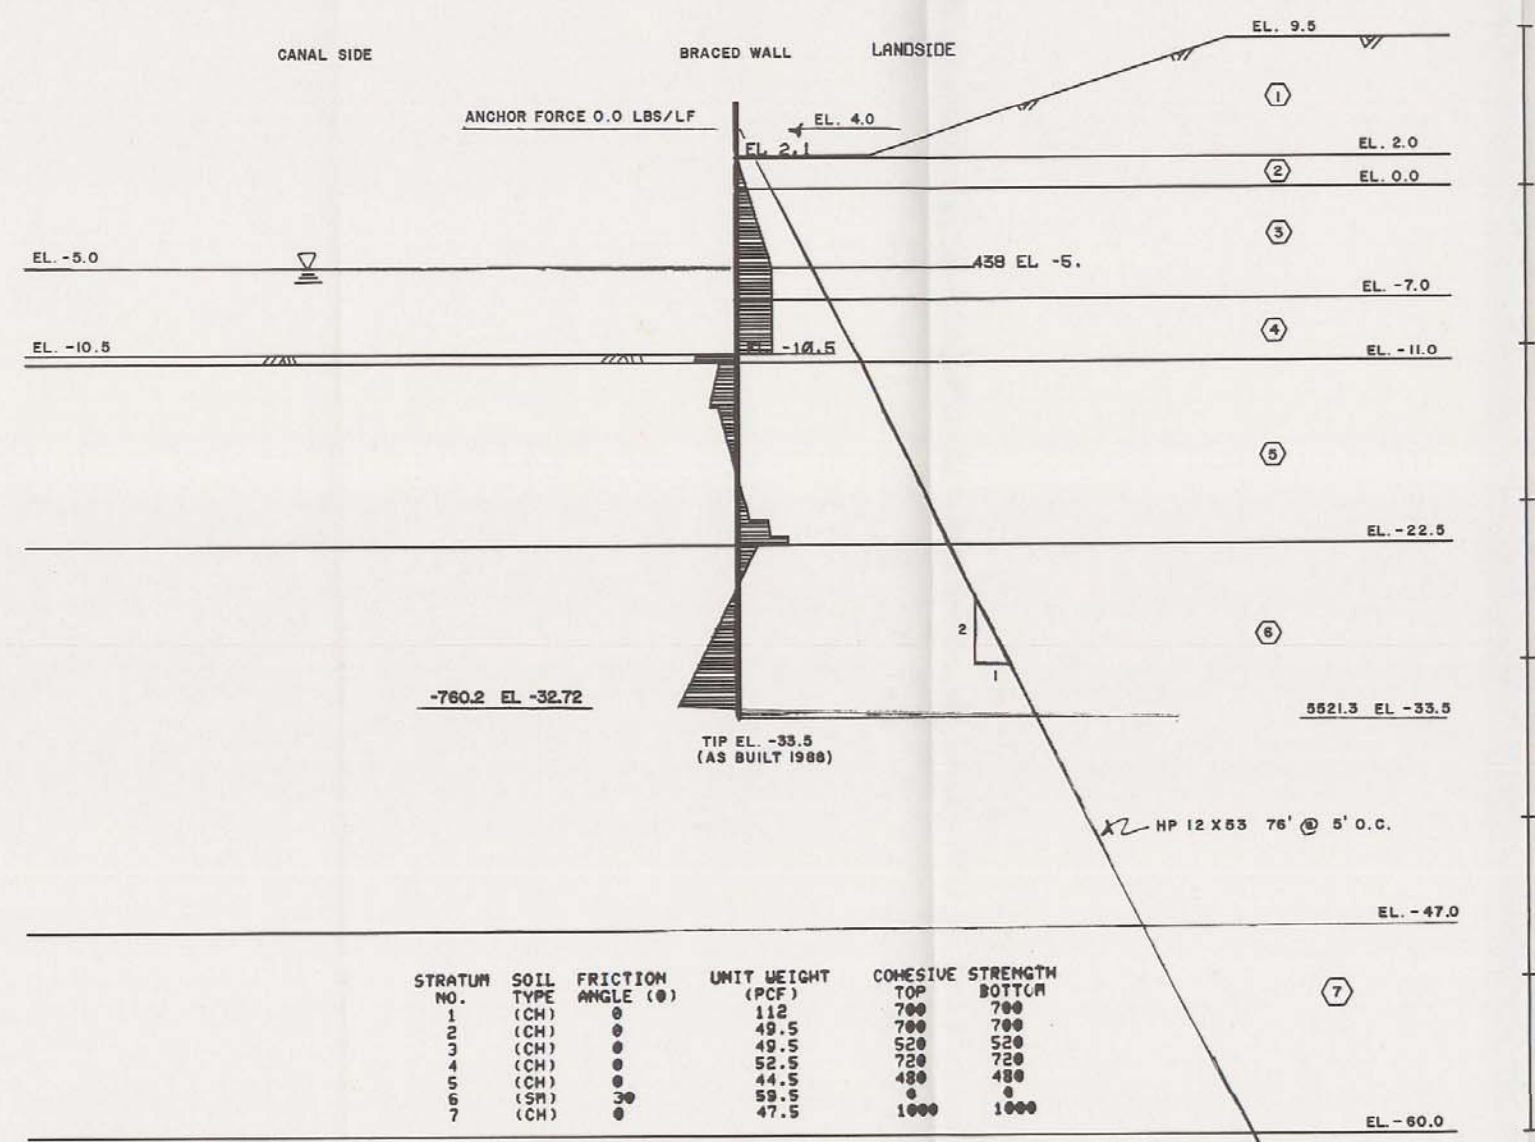 EL. 9.5
CANAL SIDE
BRACED WALL
LANDSIDE
1
ANCHOR FORCE 0.0 LBS/LF
EL. 4.0
EL 2.1
EL. 2.0
2
EL. 0.0
3
EL. -5.0
438 EL -5.
EL. -7.0
4
EL. -10.5
EL -10.5
EL. -11.0
5
EL. -22.5
2
1
6
-760.2 EL -32.72
5521.3 EL -33.5
TIP EL. -33.5
(AS BUILT 1988)
HP 12 X 53 76' @ 5' O.C.
EL. -47.0
7
STRATUM SOIL FRICTION UNIT WEIGHT COHESIVE STRENGTH
NO. TYPE ANGLE (0) (PCF) TOP BOTTOM
1 (CH) 0 112 700 700
2 (CH) 0 49.5 700 700
3 (CH) 0 49.5 520 520
4 (CH) 0 52.5 720 720
5 (CH) 0 44.5 480 480
6 (SM) 30 59.5 0 0
7 (CH) 0 47.5 1000 1000
EL. -60.0